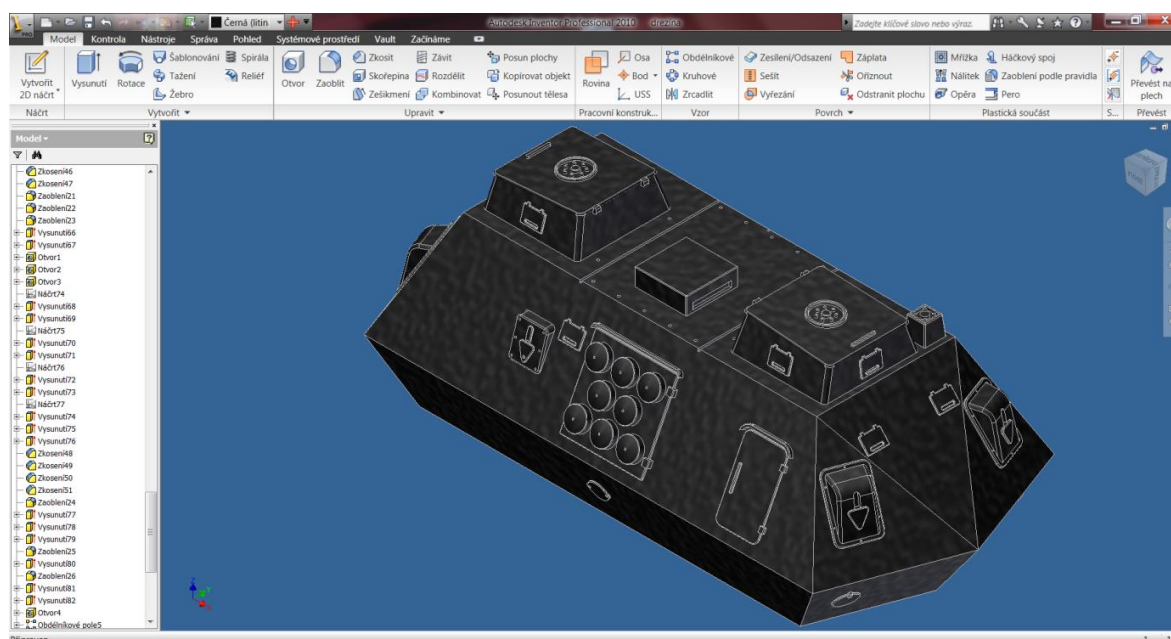 PRO
Černá (litin
Autodesk Inventor Professional 2010 drezina
Zadejte klíčové slovo nebo výraz.
Model Kontrola Nástroje Správa Pohled Systémové prostředí Vault Začínáme
Vytvořit 2D náčrt
Vysunutí
Rotace
Šablonování
Spirála
Tažení
Reliéf
Žebro
Otvor
Zaoblit
Zkosit
Závit
Posun plochy
Skořepina
Rozdělit
Kopírovat objekt
Zešikmení
Kombinovat
Posunout tělesa
Rovina
Osa
Bod
USS
Obdélníkové
Kruhové
Zrcadlit
Zesílení/Odsazení
Záplata
Sešít
Oříznout
Vyřezání
Odstranit plochu
Mřížka
Háčkový spoj
Nálitek
Zaoblení podle pravidla
Opěra
Pero
Převést na plech
Náčrt
Vytvořit
Upravit
Pracovní konstruk...
Vzor
Povrch
Plastická součást
S...
Převést
Model
Zkosení46
Zkosení47
Zaoblení21
Zaoblení22
Zaoblení23
Vysunutí66
Vysunutí67
Otvor1
Otvor2
Otvor3
Náčrt74
Vysunutí68
Vysunutí69
Náčrt75
Vysunutí70
Vysunutí71
Náčrt76
Vysunutí72
Vysunutí73
Náčrt77
Vysunutí74
Vysunutí75
Vysunutí76
Zkosení48
Zkosení49
Zkosení50
Zkosení51
Zaoblení24
Vysunutí77
Vysunutí78
Vysunutí79
Zaoblení25
Vysunutí80
Zaoblení26
Vysunutí81
Vysunutí82
Otvor4
Obdélníkové pole5